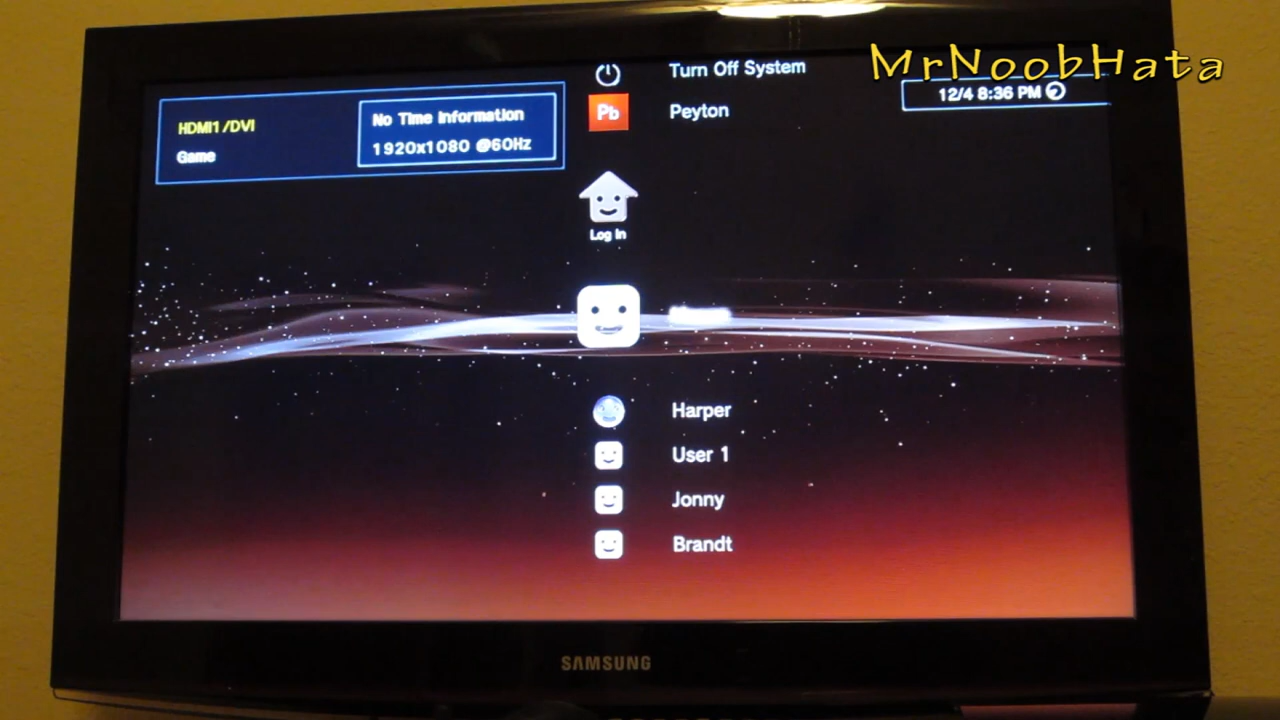 MrNoobHata
Turn Off System
12/4 8:36 PM
HDMI1/DVI
No Time Information
Pb
Peyton
Game
1920x1080 @60Hz
Log In
Harper
User 1
Jonny
Brandt
SAMSUNG